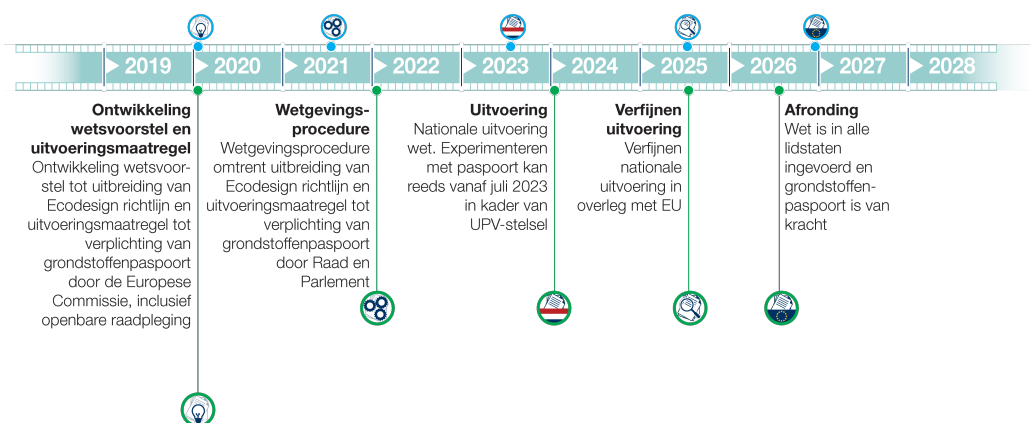 2019 2020 2021 2022 2023 2024 2025 2026 2027 2028
Ontwikkeling
wetsvoorstel en
uitvoeringsmaatregel
Ontwikkeling wetsvoor-
stel tot uitbreiding van
Ecodesign richtlijn en
uitvoeringsmaatregel tot
verplichting van
grondstoffenpaspoort
door de Europese
Commissie, inclusief
openbare raadpleging
Wetgevings-
procedure
Wetgevingsprocedure
omtrent uitbreiding van
Ecodesign richtlijn en
uitvoeringsmaatregel tot
verplichting van
grondstoffenpaspoort
door Raad en
Parlement
Uitvoering
Nationale uitvoering
wet. Experimenteren
met paspoort kan
reeds vanaf juli 2023
in kader van
UPV-stelsel
Verfijnen
uitvoering
Verfijnen
nationale
uitvoering in
overleg met EU
Afronding
Wet is in alle
lidstaten
ingevoerd en
grondstoffen-
paspoort is van
kracht